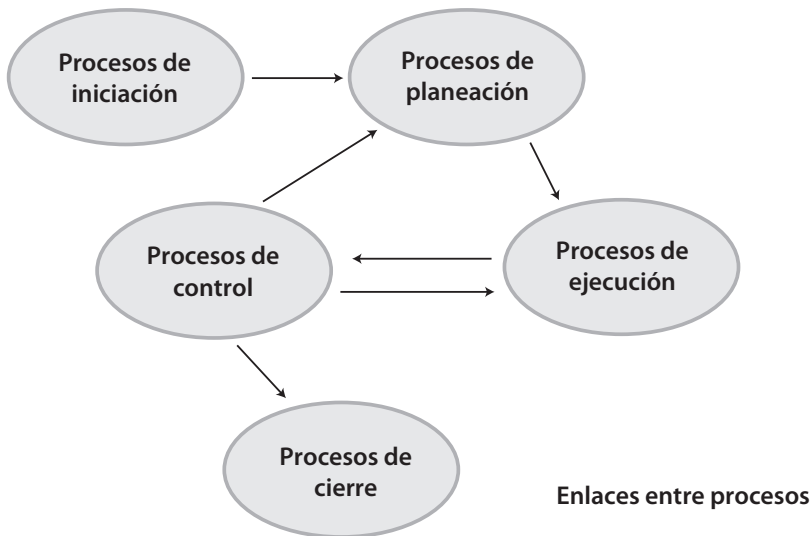 Procesos de
iniciación
Procesos de
planeación
Procesos de
control
Procesos de
ejecución
Procesos de
cierre
Enlaces entre procesos